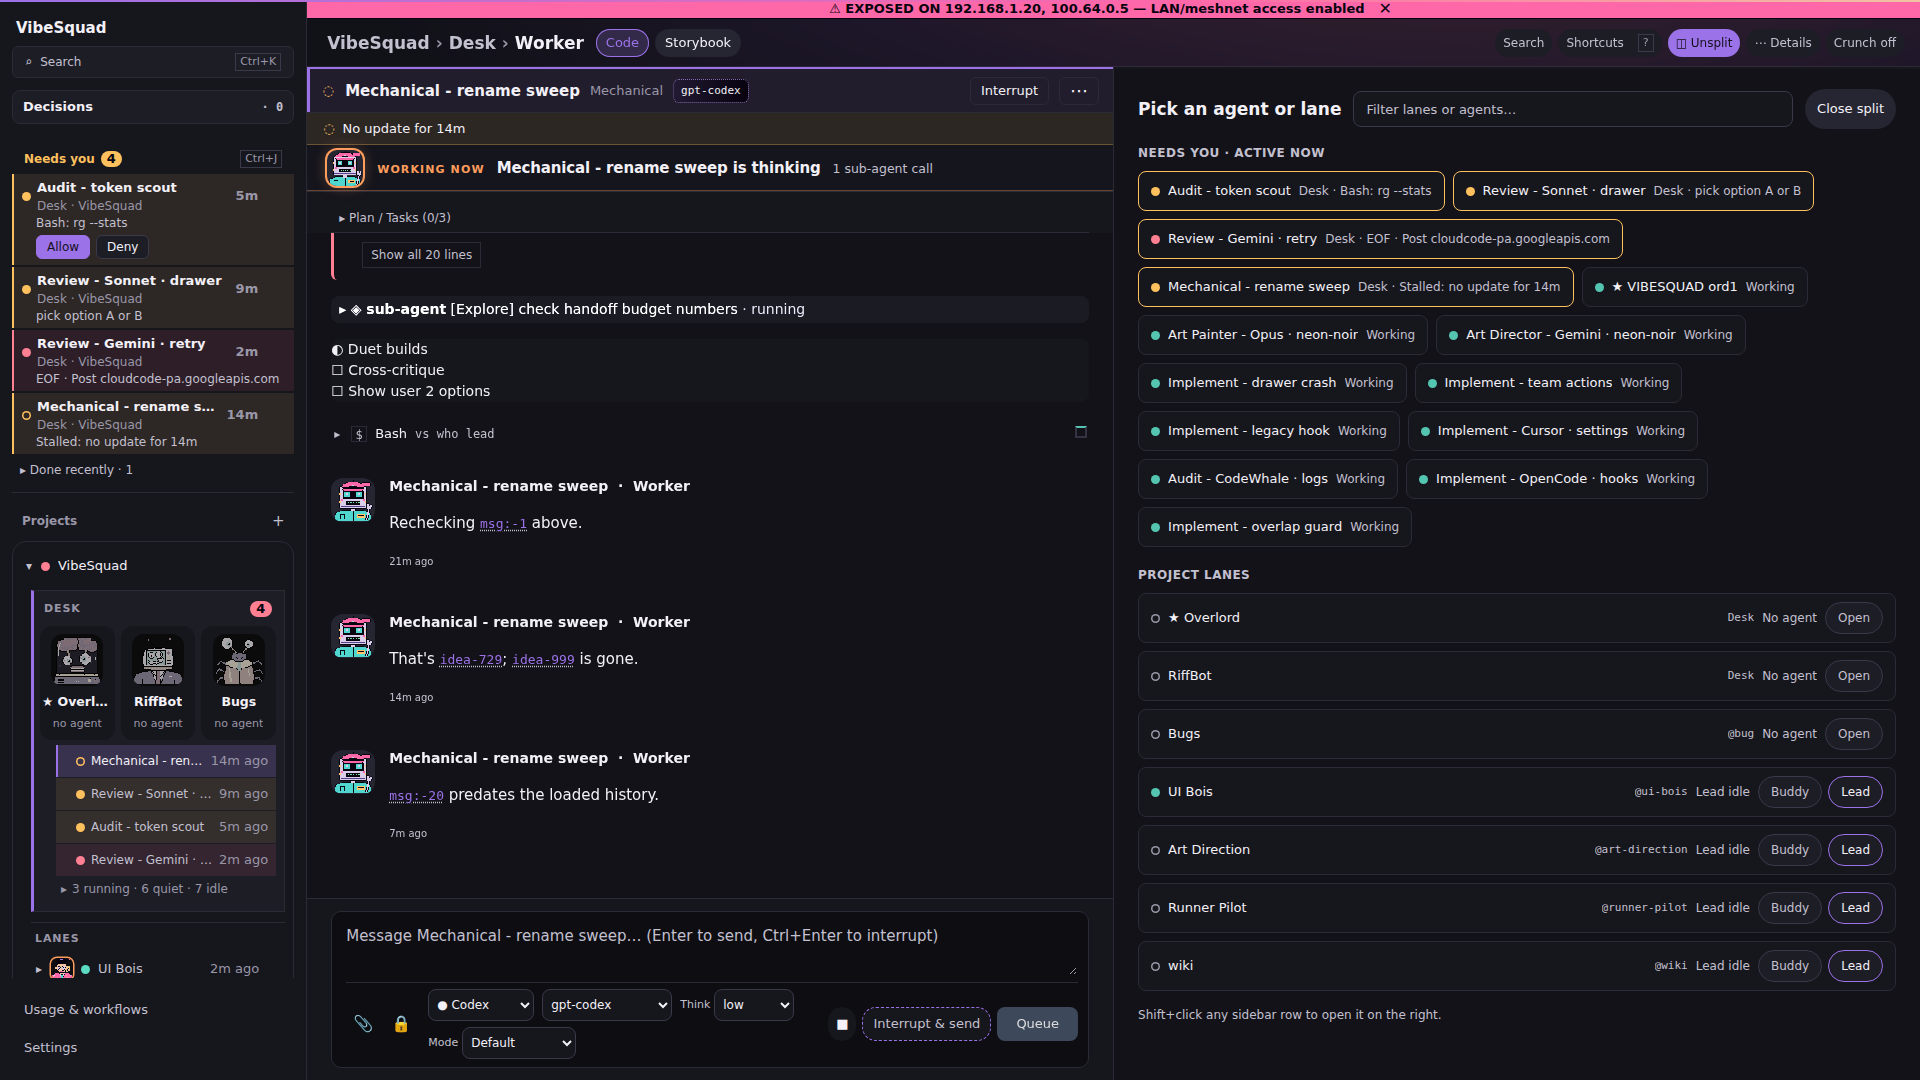 ⚠ EXPOSED ON 192.168.1.20, 100.64.0.5 — LAN/meshnet access enabled ✕
VibeSquad
Search Ctrl+K
Decisions · 0
Needs you 4 Ctrl+J
Audit - token scout 5m
Desk · VibeSquad
Bash: rg --stats
Allow Deny
Review - Sonnet · drawer 9m
Desk · VibeSquad
pick option A or B
Review - Gemini · retry 2m
Desk · VibeSquad
EOF · Post cloudcode-pa.googleapis.com
Mechanical - rename s… 14m
Desk · VibeSquad
Stalled: no update for 14m
▸ Done recently · 1
Projects +
▾ VibeSquad
DESK 4
★ Overl… RiffBot Bugs
no agent no agent no agent
Mechanical - ren… 14m ago
Review - Sonnet · … 9m ago
Audit - token scout 5m ago
Review - Gemini · … 2m ago
▸ 3 running · 6 quiet · 7 idle
LANES
▸ UI Bois 2m ago
Usage & workflows
Settings
VibeSquad › Desk › Worker Code Storybook
Search Shortcuts ? Unsplit ⋯ Details Crunch off
Mechanical - rename sweep Mechanical gpt-codex Interrupt ⋯
No update for 14m
WORKING NOW Mechanical - rename sweep is thinking 1 sub-agent call
▸ Plan / Tasks (0/3)
Show all 20 lines
▸ ◈ sub-agent [Explore] check handoff budget numbers · running
◐ Duet builds
☐ Cross-critique
☐ Show user 2 options
▸ $ Bash vs who lead
Mechanical - rename sweep · Worker
Rechecking msg:-1 above.
21m ago
Mechanical - rename sweep · Worker
That's idea-729; idea-999 is gone.
14m ago
Mechanical - rename sweep · Worker
msg:-20 predates the loaded history.
7m ago
Message Mechanical - rename sweep… (Enter to send, Ctrl+Enter to interrupt)
● Codex gpt-codex Think low
Mode Default
■ Interrupt & send Queue
Pick an agent or lane Filter lanes or agents… Close split
NEEDS YOU · ACTIVE NOW
Audit - token scout Desk · Bash: rg --stats
Review - Sonnet · drawer Desk · pick option A or B
Review - Gemini · retry Desk · EOF · Post cloudcode-pa.googleapis.com
Mechanical - rename sweep Desk · Stalled: no update for 14m
★ VIBESQUAD ord1 Working
Art Painter - Opus · neon-noir Working
Art Director - Gemini · neon-noir Working
Implement - drawer crash Working
Implement - team actions Working
Implement - legacy hook Working
Implement - Cursor · settings Working
Audit - CodeWhale · logs Working
Implement - OpenCode · hooks Working
Implement - overlap guard Working
PROJECT LANES
★ Overlord Desk No agent Open
RiffBot Desk No agent Open
Bugs @bug No agent Open
UI Bois @ui-bois Lead idle Buddy Lead
Art Direction @art-direction Lead idle Buddy Lead
Runner Pilot @runner-pilot Lead idle Buddy Lead
wiki @wiki Lead idle Buddy Lead
Shift+click any sidebar row to open it on the right.